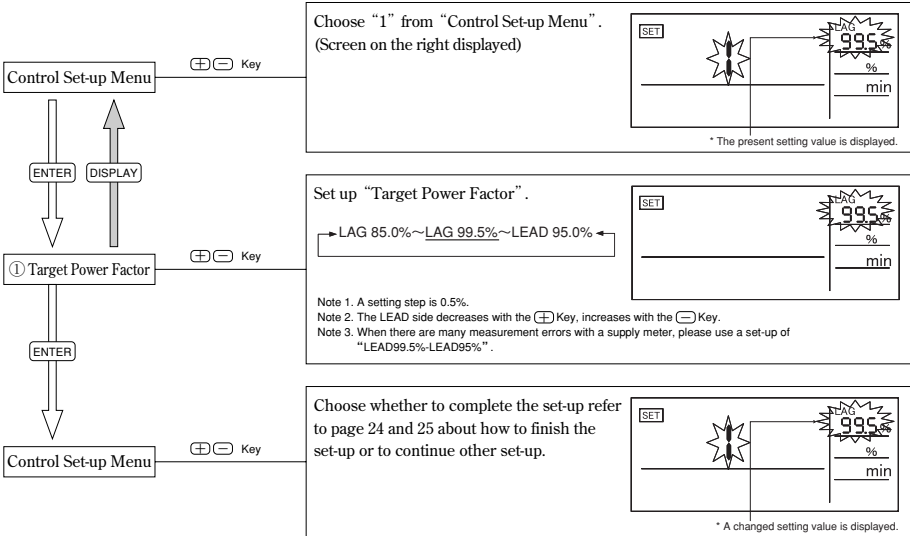 Control Set-up Menu
+ − Key
Choose “1” from “Control Set-up Menu”.
(Screen on the right displayed)
SET
1
LAG
99.5%
%
min
* The present setting value is displayed.
ENTER
DISPLAY
① Target Power Factor
+ − Key
Set up “Target Power Factor”.
LAG 85.0%~LAG 99.5%~LEAD 95.0%
Note 1. A setting step is 0.5%.
Note 2. The LEAD side decreases with the + Key, increases with the − Key.
Note 3. When there are many measurement errors with a supply meter, please use a set-up of
“LEAD99.5%-LEAD95%”.
SET
LAG
99.5%
%
min
ENTER
Control Set-up Menu
+ − Key
Choose whether to complete the set-up refer
to page 24 and 25 about how to finish the
set-up or to continue other set-up.
SET
1
LAG
99.5%
%
min
* A changed setting value is displayed.